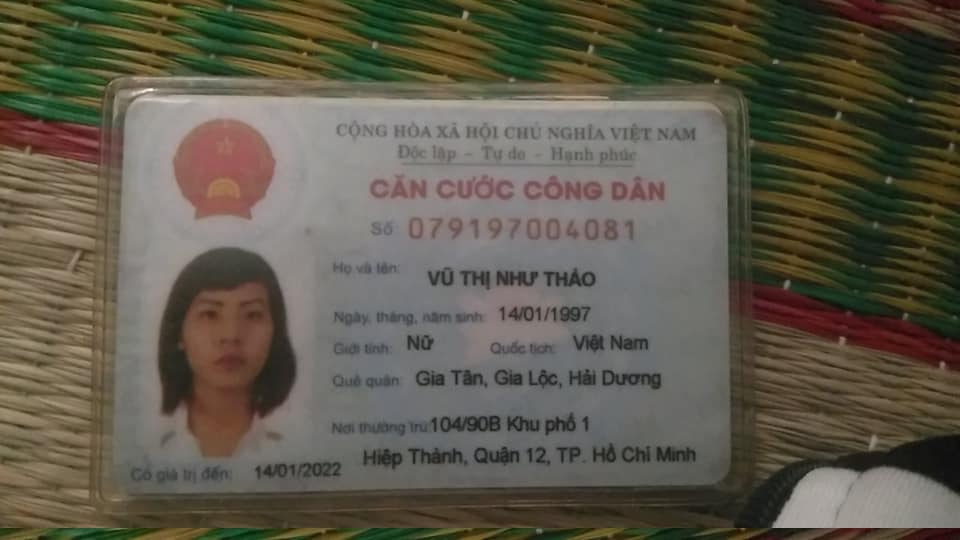 CỘNG HÒA XÃ HỘI CHỦ NGHĨA VIỆT NAM
Độc lập - Tự do - Hạnh phúc
CĂN CƯỚC CÔNG DÂN
Số 079197004081
Họ và tên: VŨ THỊ NHƯ THẢO
Ngày, tháng, năm sinh: 14/01/1997
Giới tính: Nữ Quốc tịch: Việt Nam
Quê quán: Gia Tân, Gia Lộc, Hải Dương
Nơi thường trú: 104/90B Khu phố 1
Hiệp Thành, Quận 12, TP. Hồ Chí Minh
Có giá trị đến: 14/01/2022